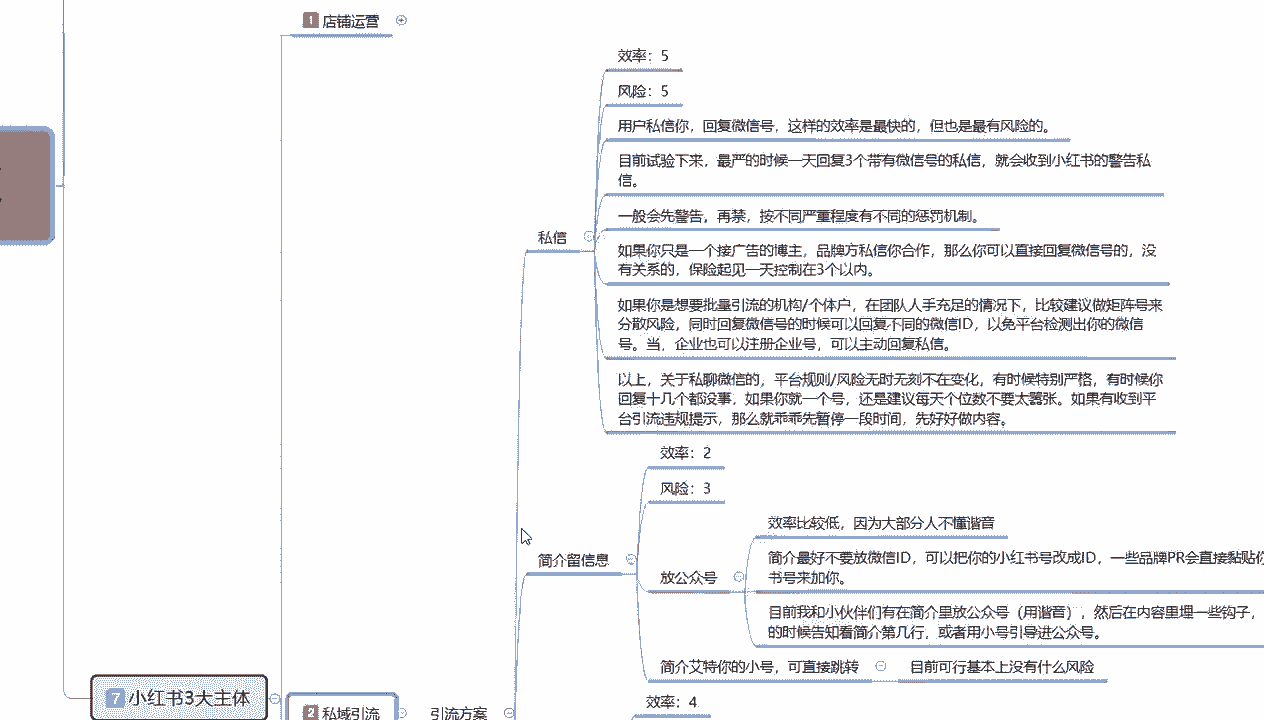 1 店铺运营
效率：5
风险：5
用户私信你，回复微信号，这样的效率是最快的，但也是最有风险的。
目前试验下来，最严的时候一天回复3个带有微信号的私信，就会收到小红书的警告私
信。
一般会先警告，再禁，按不同严重程度有不同的惩罚机制。
私信
如果你只是一个接广告的博主，品牌方私信你合作，那么你可以直接回复微信号的，没
有关系的，保险起见一天控制在3个以内。
如果你是想要批量引流的机构/个体户，在团队人手充足的情况下，比较建议做矩阵号来
分散风险，同时回复微信号的时候可以回复不同的微信ID，以免平台检测出你的微信
号。当，企业也可以注册企业号，可以主动回复私信。
以上，关于私聊微信的，平台规则/风险无时无刻不在变化，有时候特别严格，有时候你
回复十几个都没事，如果你就一个号，还是建议每天个位数不要太嚣张。如果有收到平
台引流违规提示，那么就乖乖先暂停一段时间，先好好做内容。
效率：2
风险：3
简介留信息
放公众号
效率比较低，因为大部分人不懂谐音
简介最好不要放微信ID，可以把你的小红书号改成ID，一些品牌PR会直接黏贴你
书号来加你。
目前我和小伙伴们有在简介里放公众号（用谐音），然后在内容里埋一些钩子，
的时候告知看简介第几行，或者用小号引导进公众号。
简介艾特你的小号，可直接跳转
目前可行基本上没有什么风险
7 小红书3大主体
2 私域引流
引流方案
效率：4